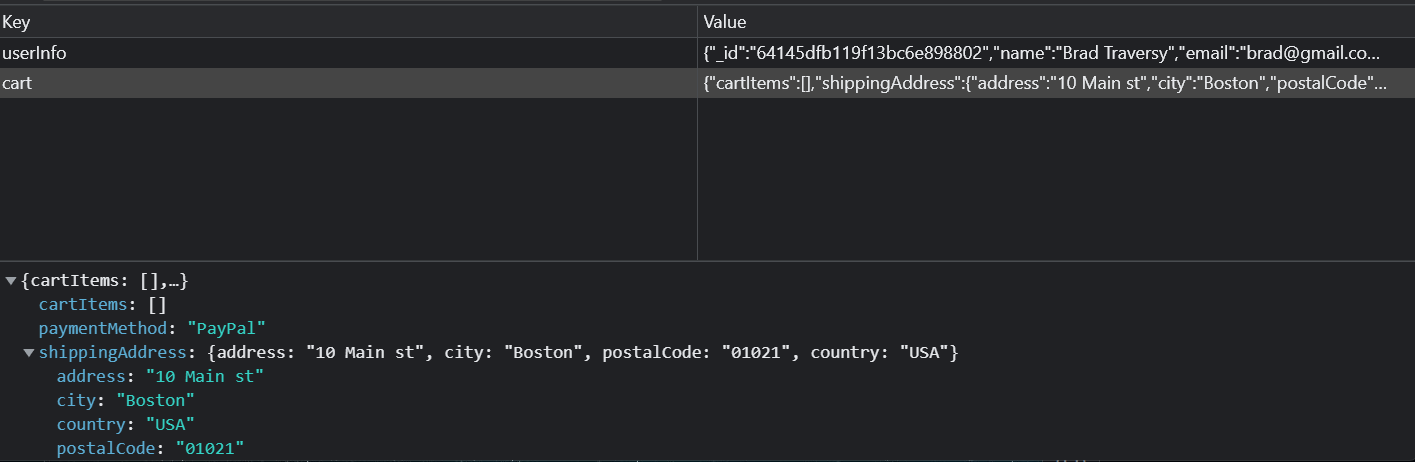 Key Value
userInfo {"_id":"64145dfb119f13bc6e898802","name":"Brad Traversy","email":"brad@gmail.co...
cart {"cartItems":[],"shippingAddress":{"address":"10 Main st","city":"Boston","postalCode"...
▼{cartItems: [],…}
cartItems: []
paymentMethod: "PayPal"
▼shippingAddress: {address: "10 Main st", city: "Boston", postalCode: "01021", country: "USA"}
address: "10 Main st"
city: "Boston"
country: "USA"
postalCode: "01021"